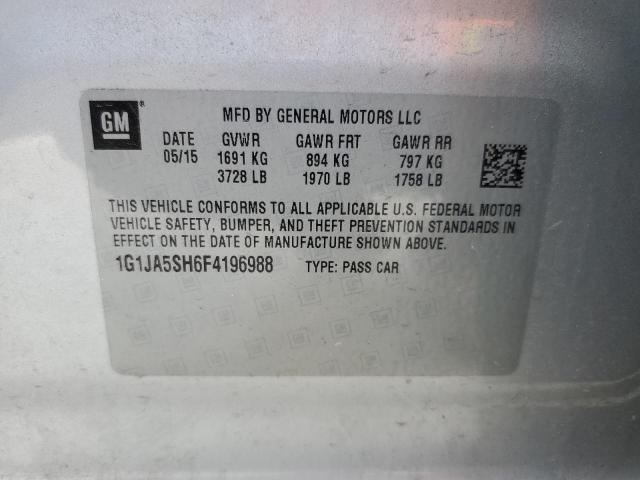 GM
MFD BY GENERAL MOTORS LLC
DATE GVWR GAWR FRT GAWR RR
05/15 1691 KG 894 KG 797 KG
3728 LB 1970 LB 1758 LB
THIS VEHICLE CONFORMS TO ALL APPLICABLE U.S. FEDERAL MOTOR
VEHICLE SAFETY, BUMPER, AND THEFT PREVENTION STANDARDS IN
EFFECT ON THE DATE OF MANUFACTURE SHOWN ABOVE.
1G1JA5SH6F4196988 TYPE: PASS CAR